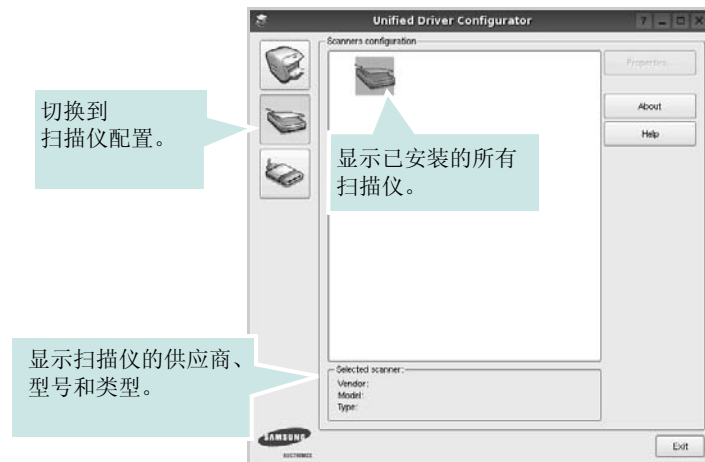 Unified Driver Configurator
Scanners configuration
Properties...
About
Help
切换到
扫描仪配置。
显示已安装的所有
扫描仪。
显示扫描仪的供应商、
型号和类型。
Selected scanner:
Vendor:
Model:
Type:
SAMSUNG
ELECTRONICS
Exit